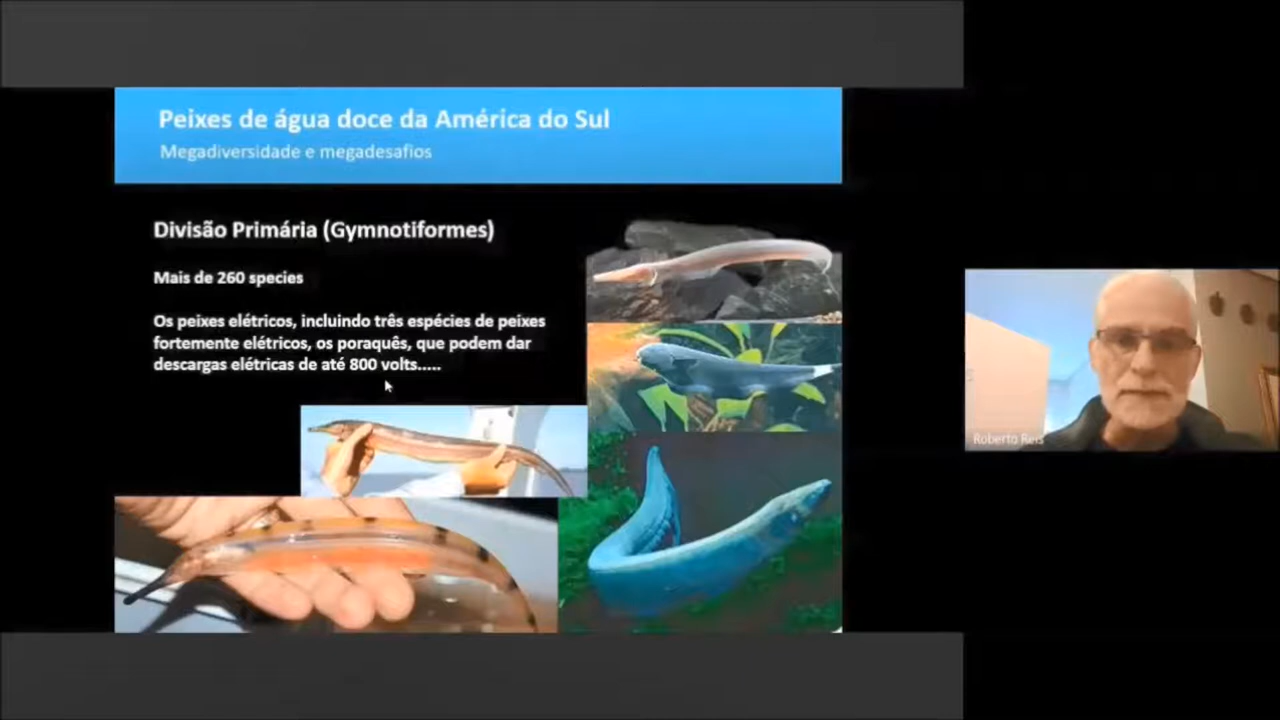 Peixes de água doce da América do Sul
Megadiversidade e megadesafios
Divisão Primária (Gymnotiformes)
Mais de 260 species
Os peixes elétricos, incluindo três espécies de peixes
fortemente elétricos, os poraquês, que podem dar
descargas elétricas de até 800 volts.....
Roberto Reis